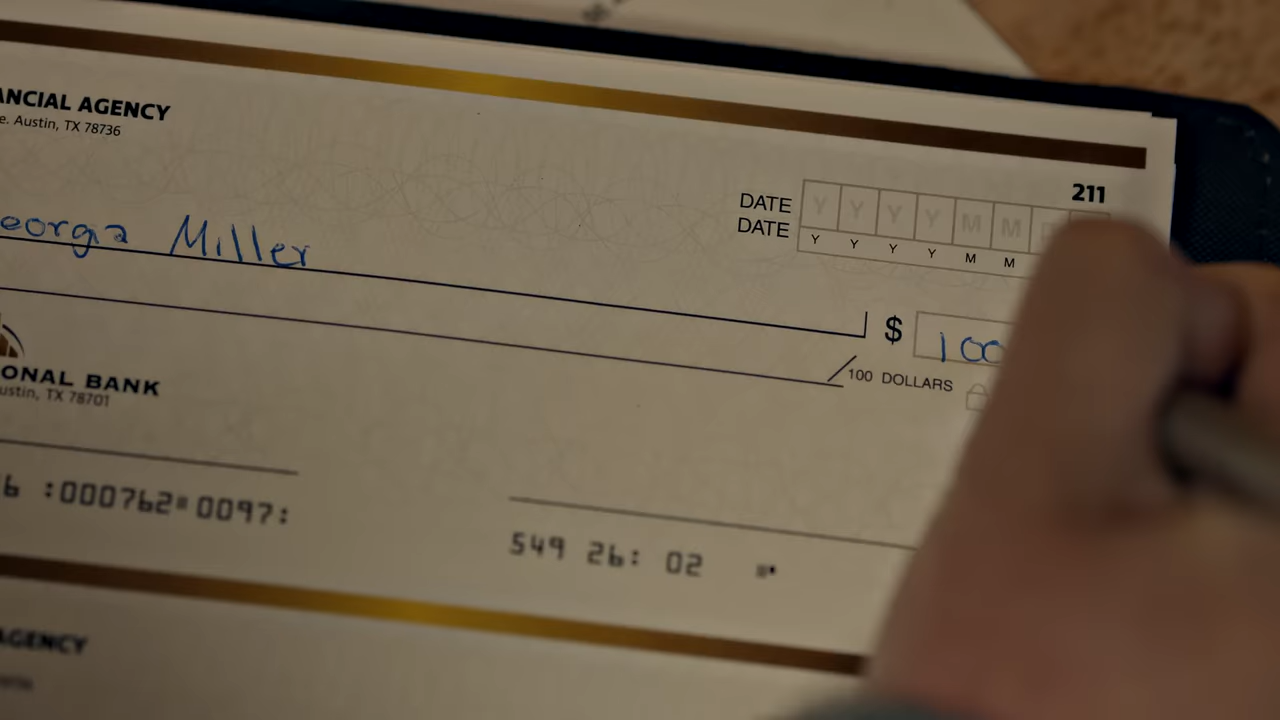 ANCIAL AGENCY
e. Austin, TX 78736
211
DATE Y Y Y Y M M
DATE Y Y Y Y M M
eorgia Miller
$ 100
/100 DOLLARS
ONAL BANK
ustin, TX 78701
6 :000762 0097:
549 26: 02
AGENCY